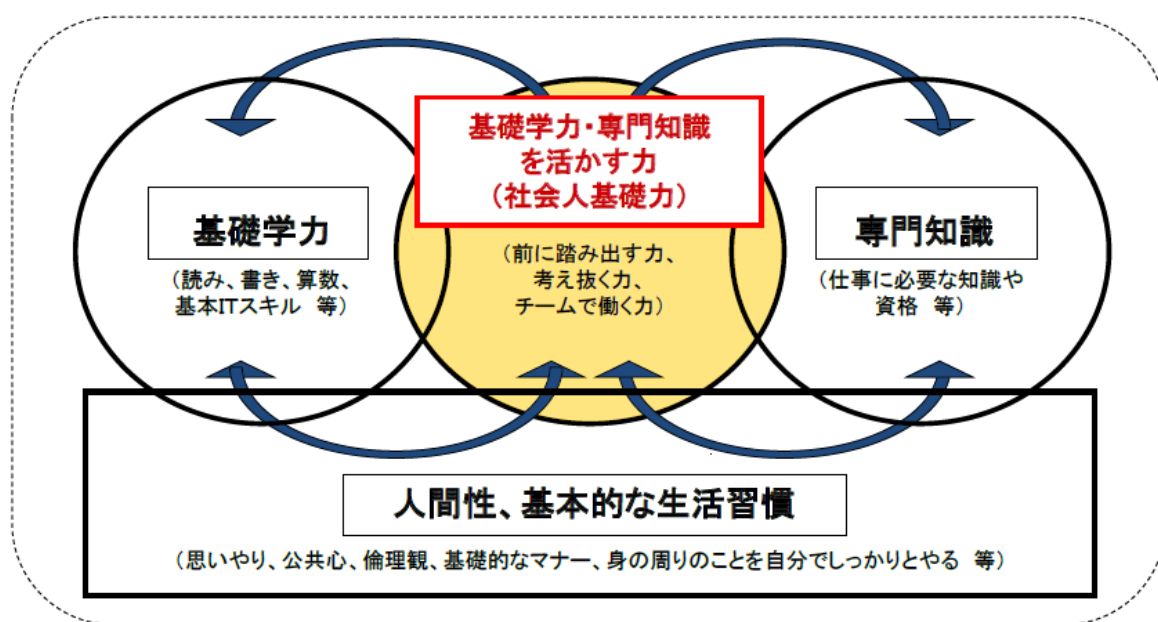 基礎学力・専門知識
を活かす力
（社会人基礎力）
基礎学力
（読み、書き、算数、
基本ITスキル　等）
（前に踏み出す力、
考え抜く力、
チームで働く力）
専門知識
（仕事に必要な知識や
資格　等）
人間性、基本的な生活習慣
（思いやり、公共心、倫理観、基礎的なマナー、身の周りのことを自分でしっかりとやる　等）